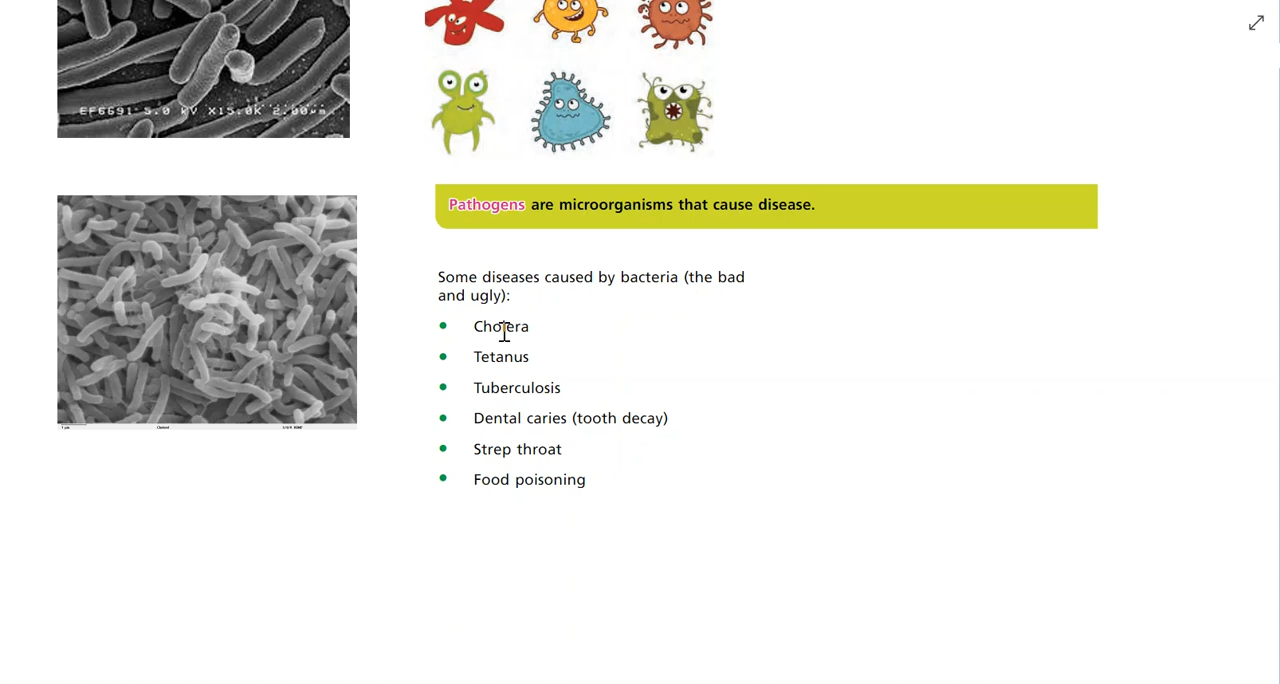 EF6691 5.0 kV X15.0K 2.00µm
Pathogens are microorganisms that cause disease.
Some diseases caused by bacteria (the bad
and ugly):
• Cholera
• Tetanus
• Tuberculosis
• Dental caries (tooth decay)
• Strep throat
• Food poisoning